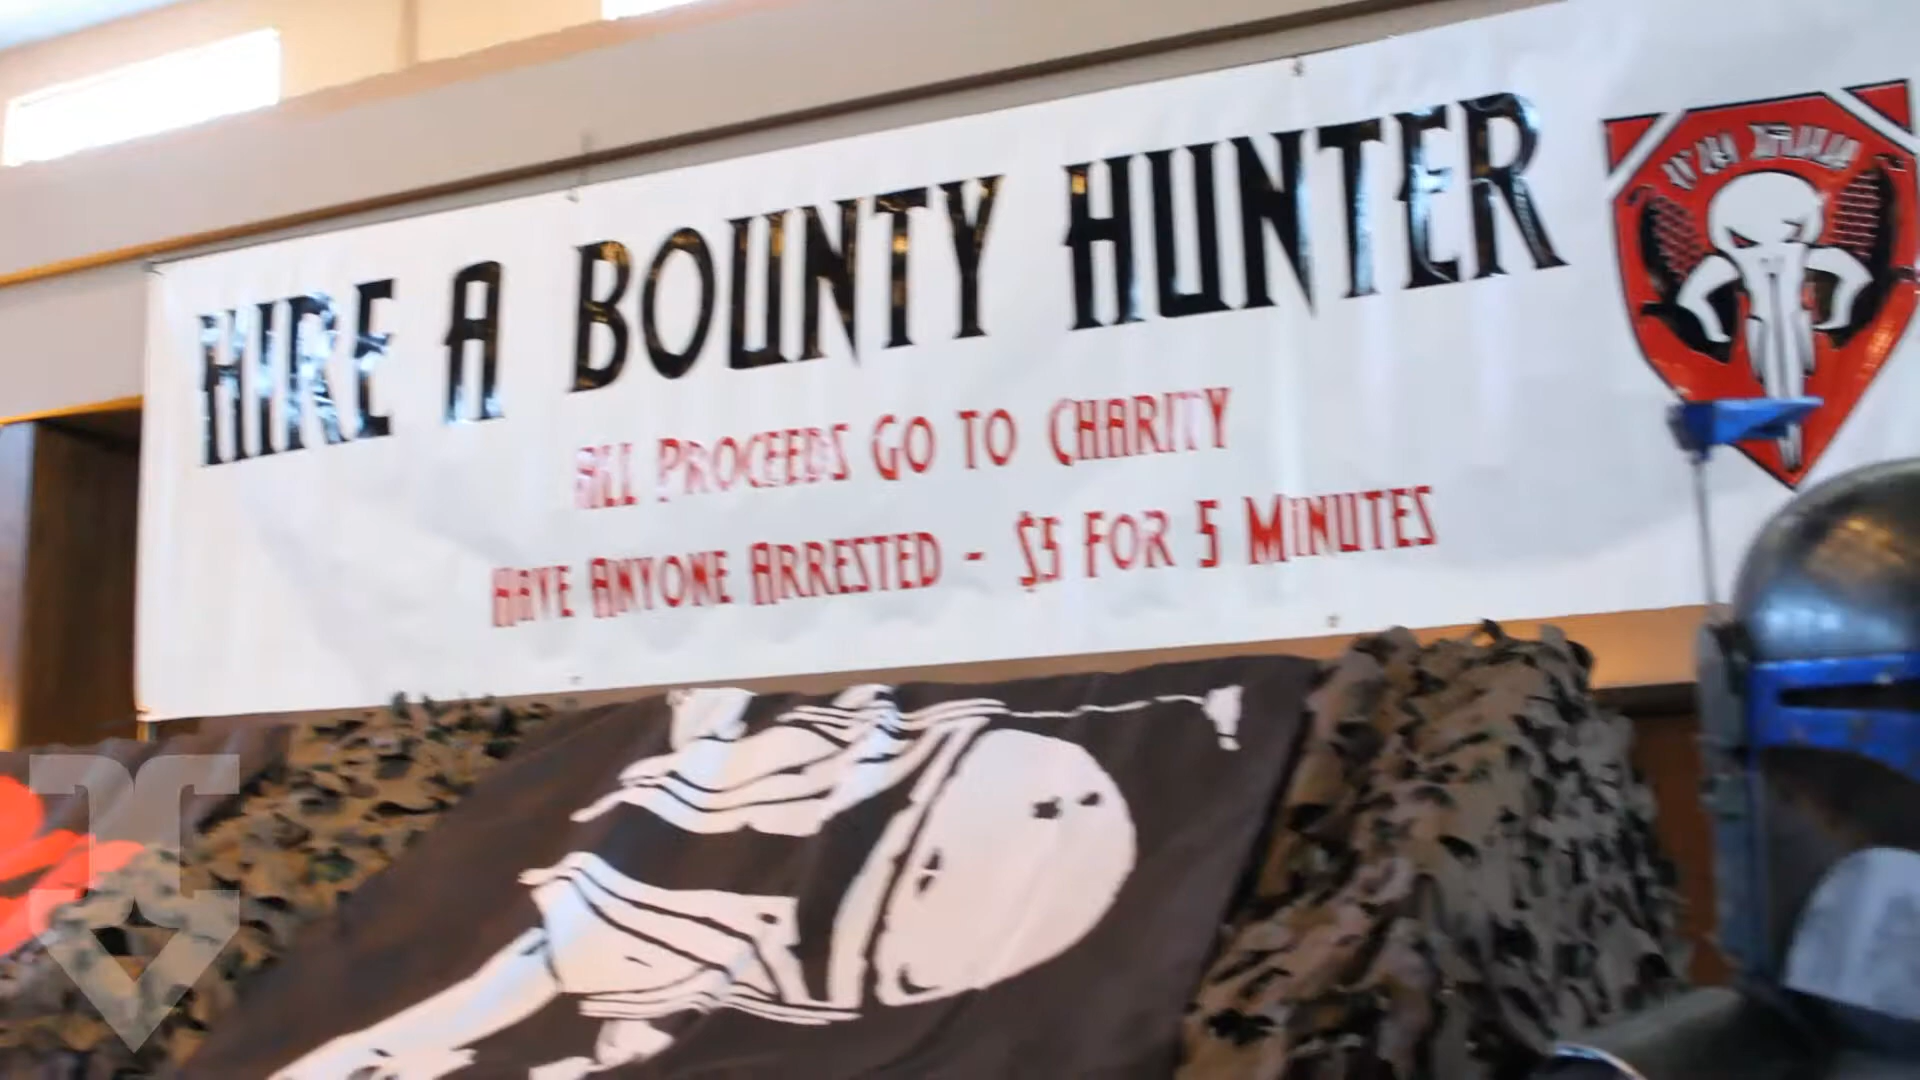 HIRE A BOUNTY HUNTER
ALL PROCEEDS GO TO CHARITY
HAVE ANYONE ARRESTED - $5 FOR 5 MINUTES